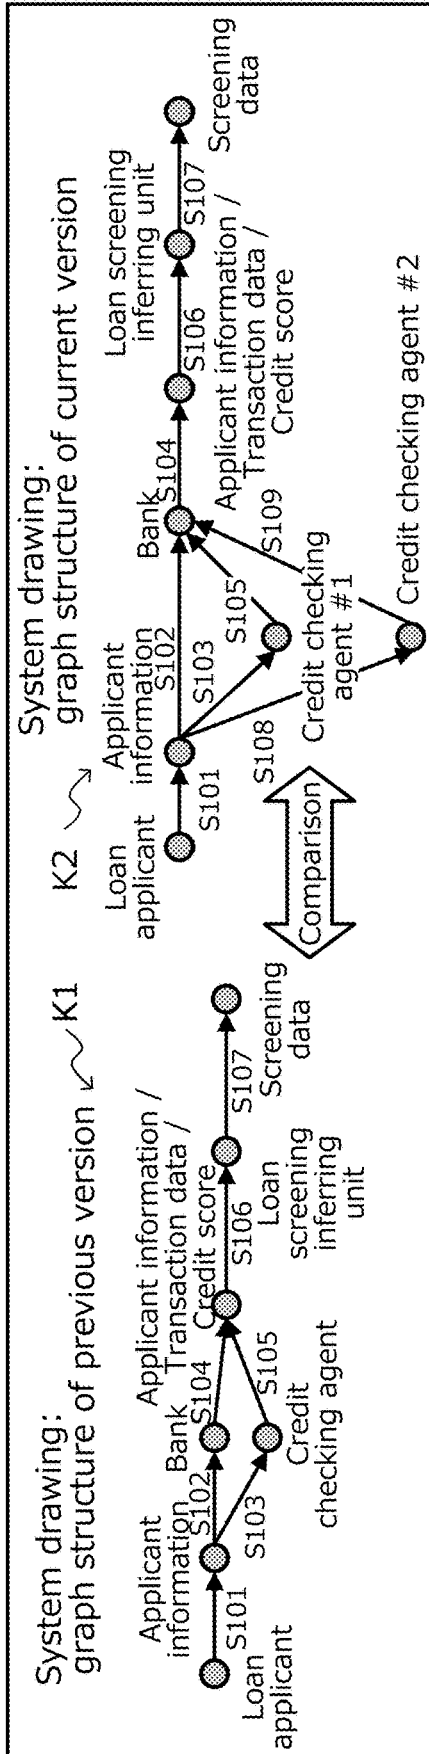 System drawing:
graph structure of previous version
K1
Loan
applicant
S101
Applicant
information
S102
S103
Bank
Credit
checking agent
S104
S105
Applicant information /
Transaction data /
Credit score
S106
Loan
screening
inferring
unit
S107
Screening
data
Comparison
System drawing:
graph structure of current version
K2
Loan
applicant
S101
Applicant
information
S102
S103
S108
Bank
Credit checking
agent #1
Credit checking agent #2
S105
S109
S104
Applicant information /
Transaction data /
Credit score
S106
Loan screening
inferring unit
S107
Screening
data